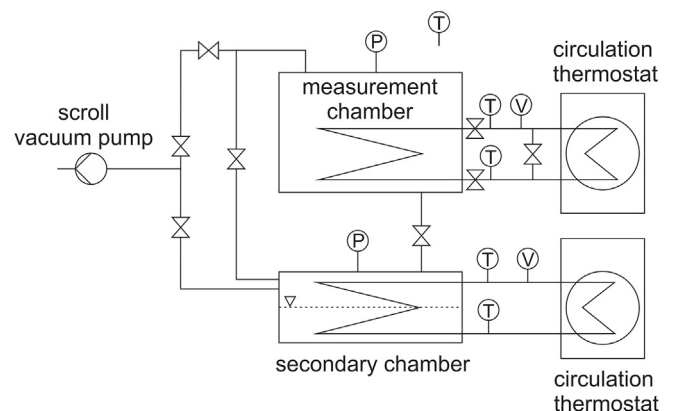 T
P
circulation
thermostat
measurement
chamber
scroll
vacuum pump
T
V
T
P
T
V
T
secondary chamber
circulation
thermostat